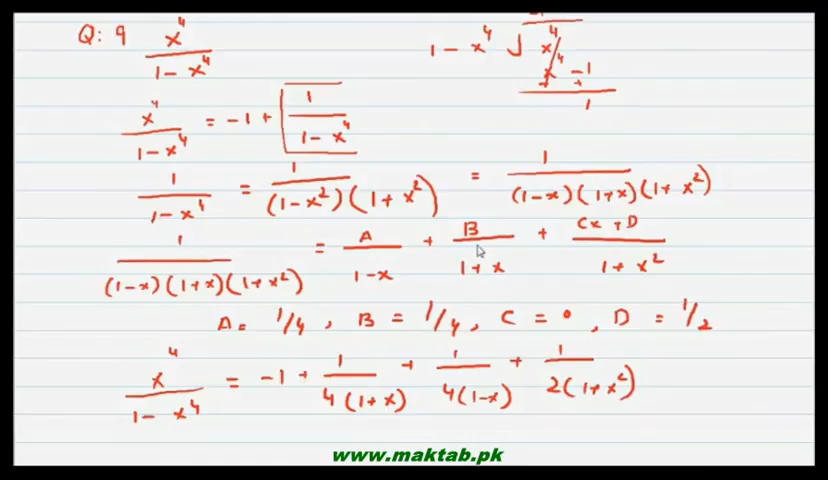 Q: 9 x⁴/(1 - x⁴) 1 - x⁴ √ x⁴
x⁴ - 1
+
1
x⁴/(1 - x⁴) = -1 + 1/(1 - x⁴)
1/(1 - x⁴) = 1/((1-x²)(1+x²)) = 1/((1-x)(1+x)(1+x²))
1/((1-x)(1+x)(1+x²)) = A/(1-x) + B/(1+x) + (Cx+D)/(1+x²)
A = 1/4, B = 1/4, C = 0, D = 1/2
x⁴/(1 - x⁴) = -1 + 1/(4(1+x)) + 1/(4(1-x)) + 1/(2(1+x²))
www.maktab.pk